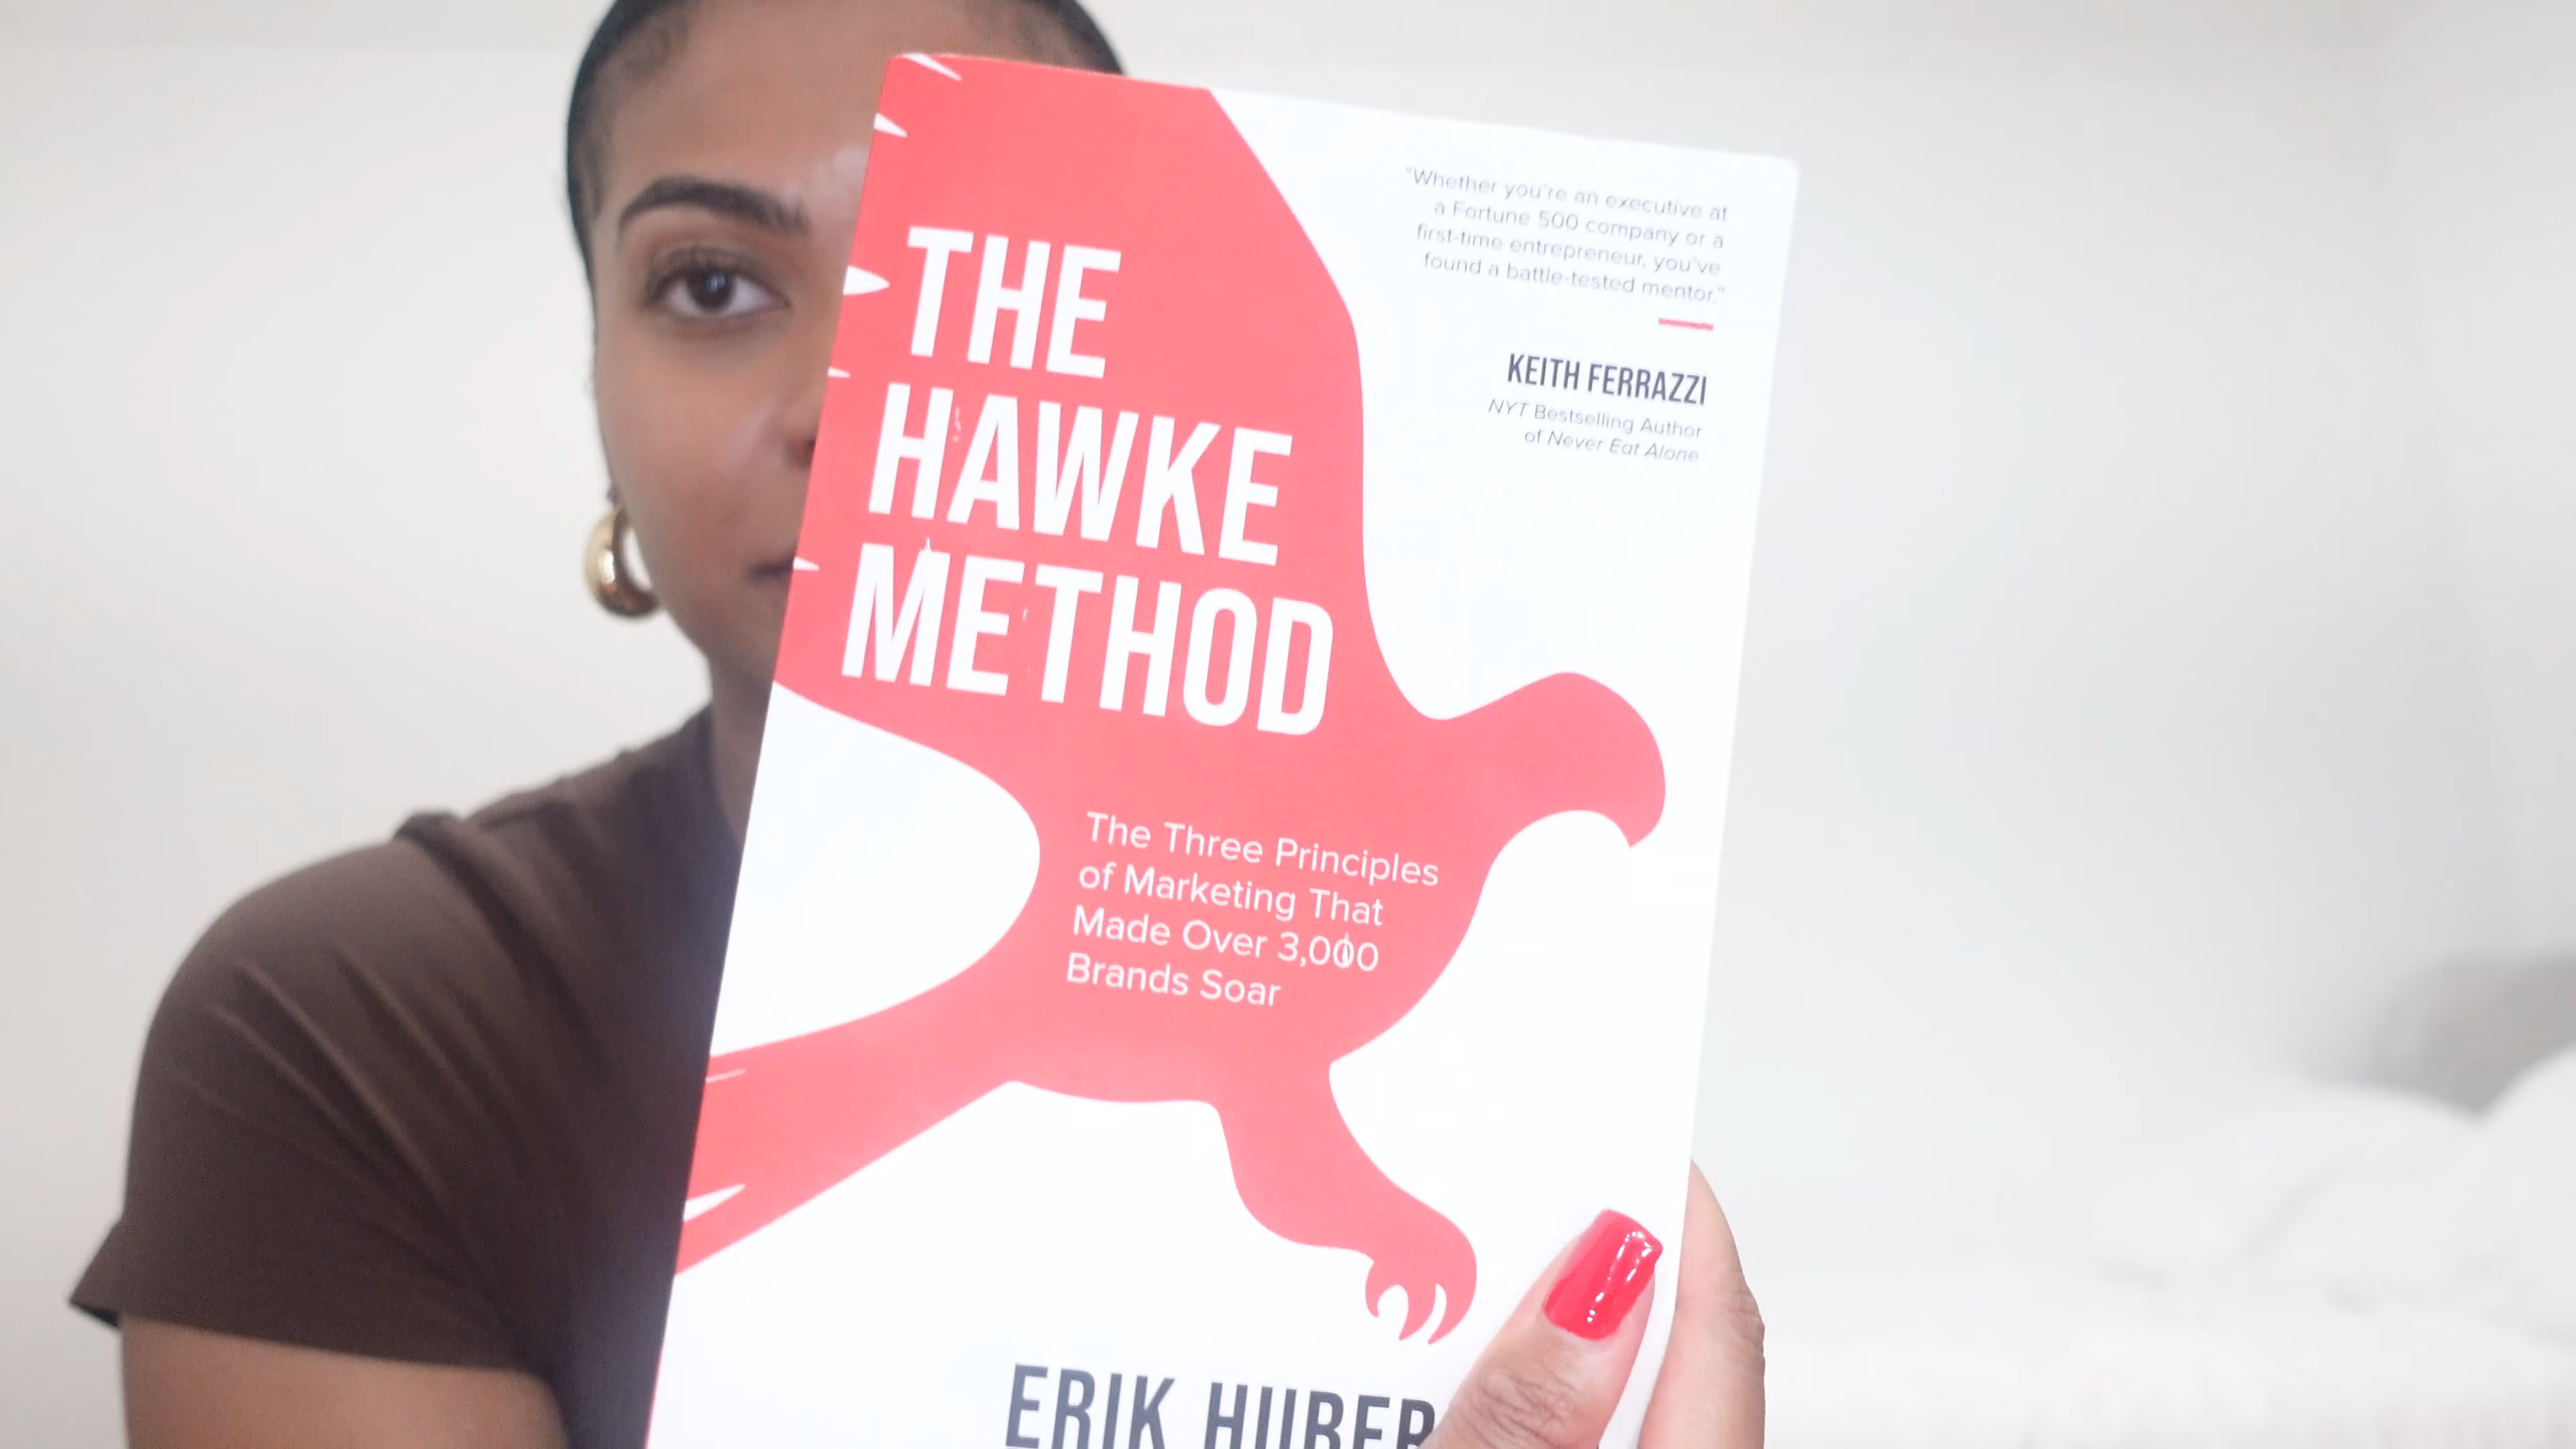 THE
HAWKE
METHOD
"Whether you're an executive at
a Fortune 500 company or a
first-time entrepreneur, you've
found a battle-tested mentor."
KEITH FERRAZZI
NYT Bestselling Author
of Never Eat Alone
The Three Principles
of Marketing That
Made Over 3,000
Brands Soar
ERIK HUBER